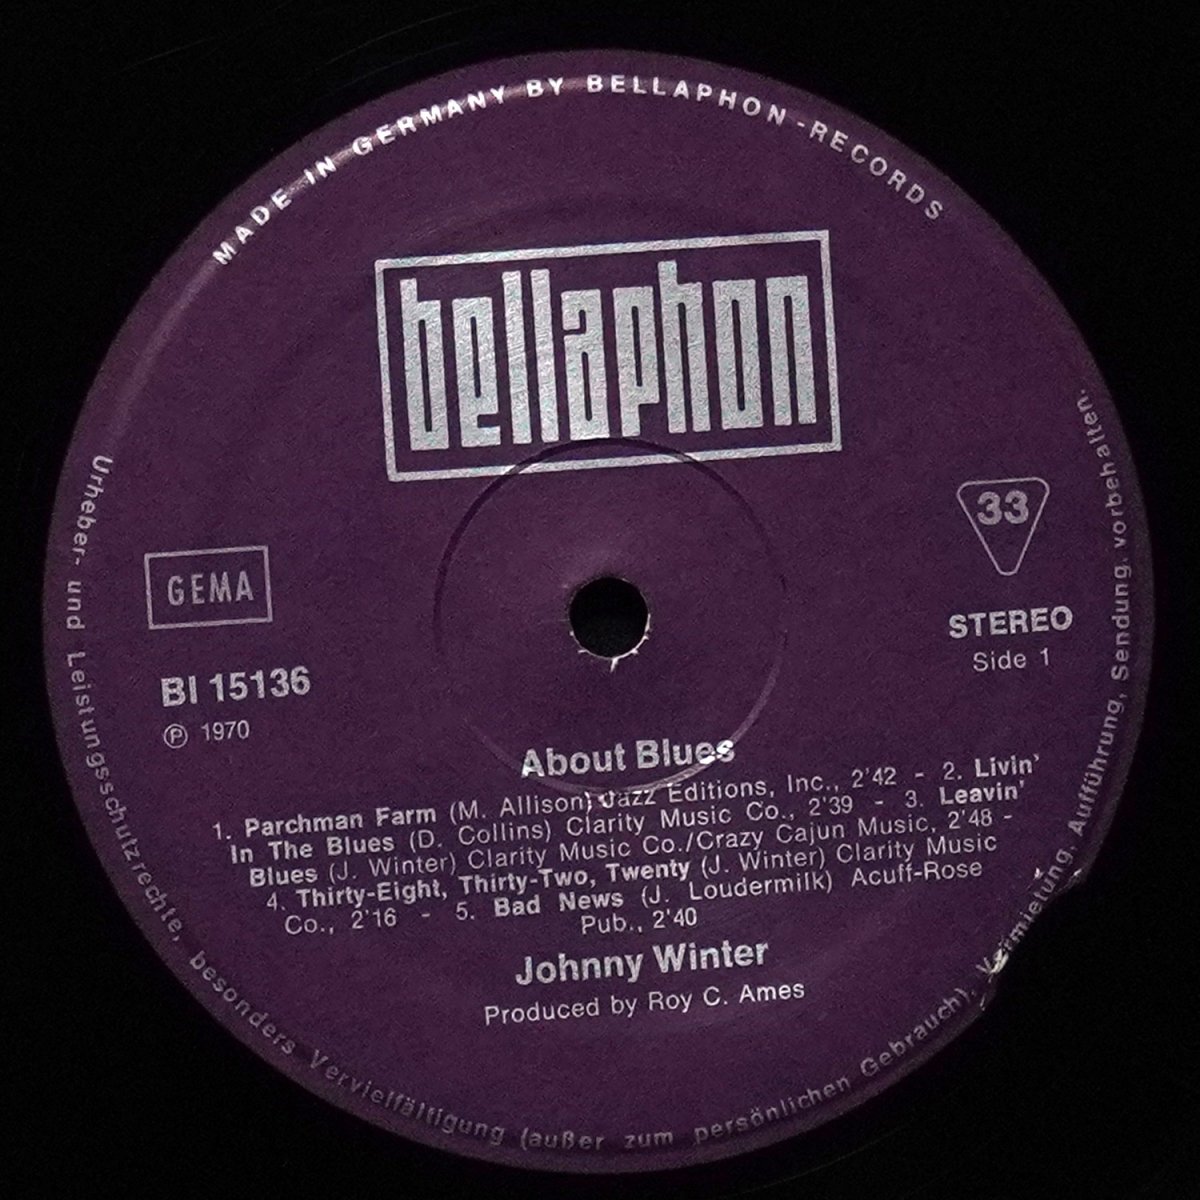 MADE IN GERMANY BY BELLAPHON-RECORDS
bellaphon
GEMA
BI 15136
℗ 1970
33
STEREO
Side 1
About Blues
1. Parchman Farm (M. Allison) Jazz Editions, Inc., 2'42 - 2. Livin'
In The Blues (D. Collins) Clarity Music Co., 2'39 - 3. Leavin'
Blues (J. Winter) Clarity Music Co./Crazy Cajun Music, 2'48 -
4. Thirty-Eight, Thirty-Two, Twenty (J. Winter) Clarity Music
Co., 2'16 - 5. Bad News (J. Loudermilk) Acuff-Rose
Pub., 2'40
Johnny Winter
Produced by Roy C. Ames
Urheber- und Leistungsschutzrechte, besonders Vervielfältigung (außer zum persönlichen Gebrauch), Vermietung, Aufführung, Sendung, vorbehalten.